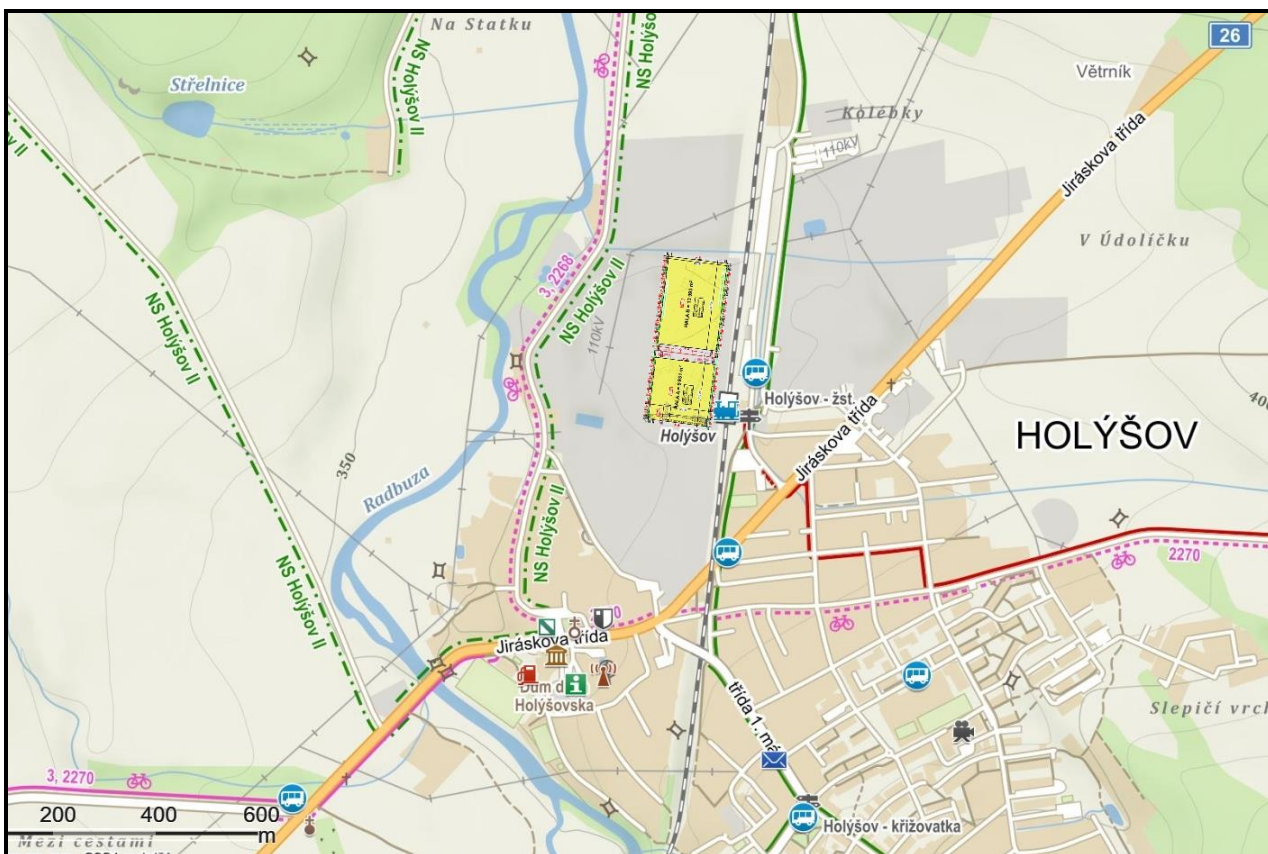 Na Statku
NS Holýšov II
26
Větrník
Střelnice
NS Holýšov II
Kolébky
110kV
Jiráskova třída
V Údolíčku
3, 2268
NS Holýšov II
NS Holýšov II
110kV
Holýšov - žst.
Holýšov
Jiráskova třída
HOLÝŠOV
350
Radbuza
NS Holýšov II
2270
NS Holýšov II
Jiráskova třída
Holýšovska
třída 1. má
Slepičí vrch
3, 2270
200 400 600
m
Mezi cestami
Holýšov - křižovatka